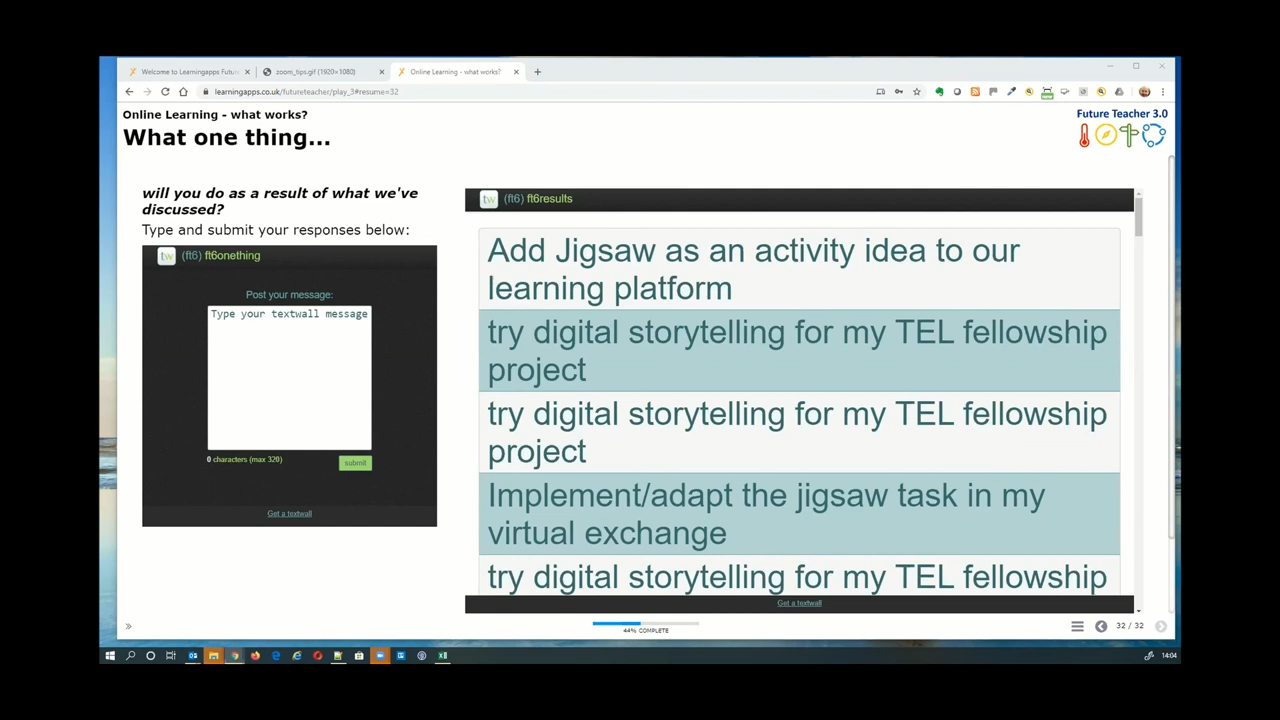 Welcome to Learningapps Futur
zoom_tips.gif (1920×1080)
Online Learning - what works?
learningapps.co.uk/futureteacher/play_3#resume=32
Online Learning - what works?
What one thing...
Future Teacher 3.0
will you do as a result of what we've
discussed?
Type and submit your responses below:
tw (ft6) ft6onething
Post your message:
Type your textwall message
0 characters (max 320)
submit
Get a textwall
tw (ft6) ft6results
Add Jigsaw as an activity idea to our
learning platform
try digital storytelling for my TEL fellowship
project
try digital storytelling for my TEL fellowship
project
Implement/adapt the jigsaw task in my
virtual exchange
try digital storytelling for my TEL fellowship
Get a textwall
44% COMPLETE
32 / 32
14:04